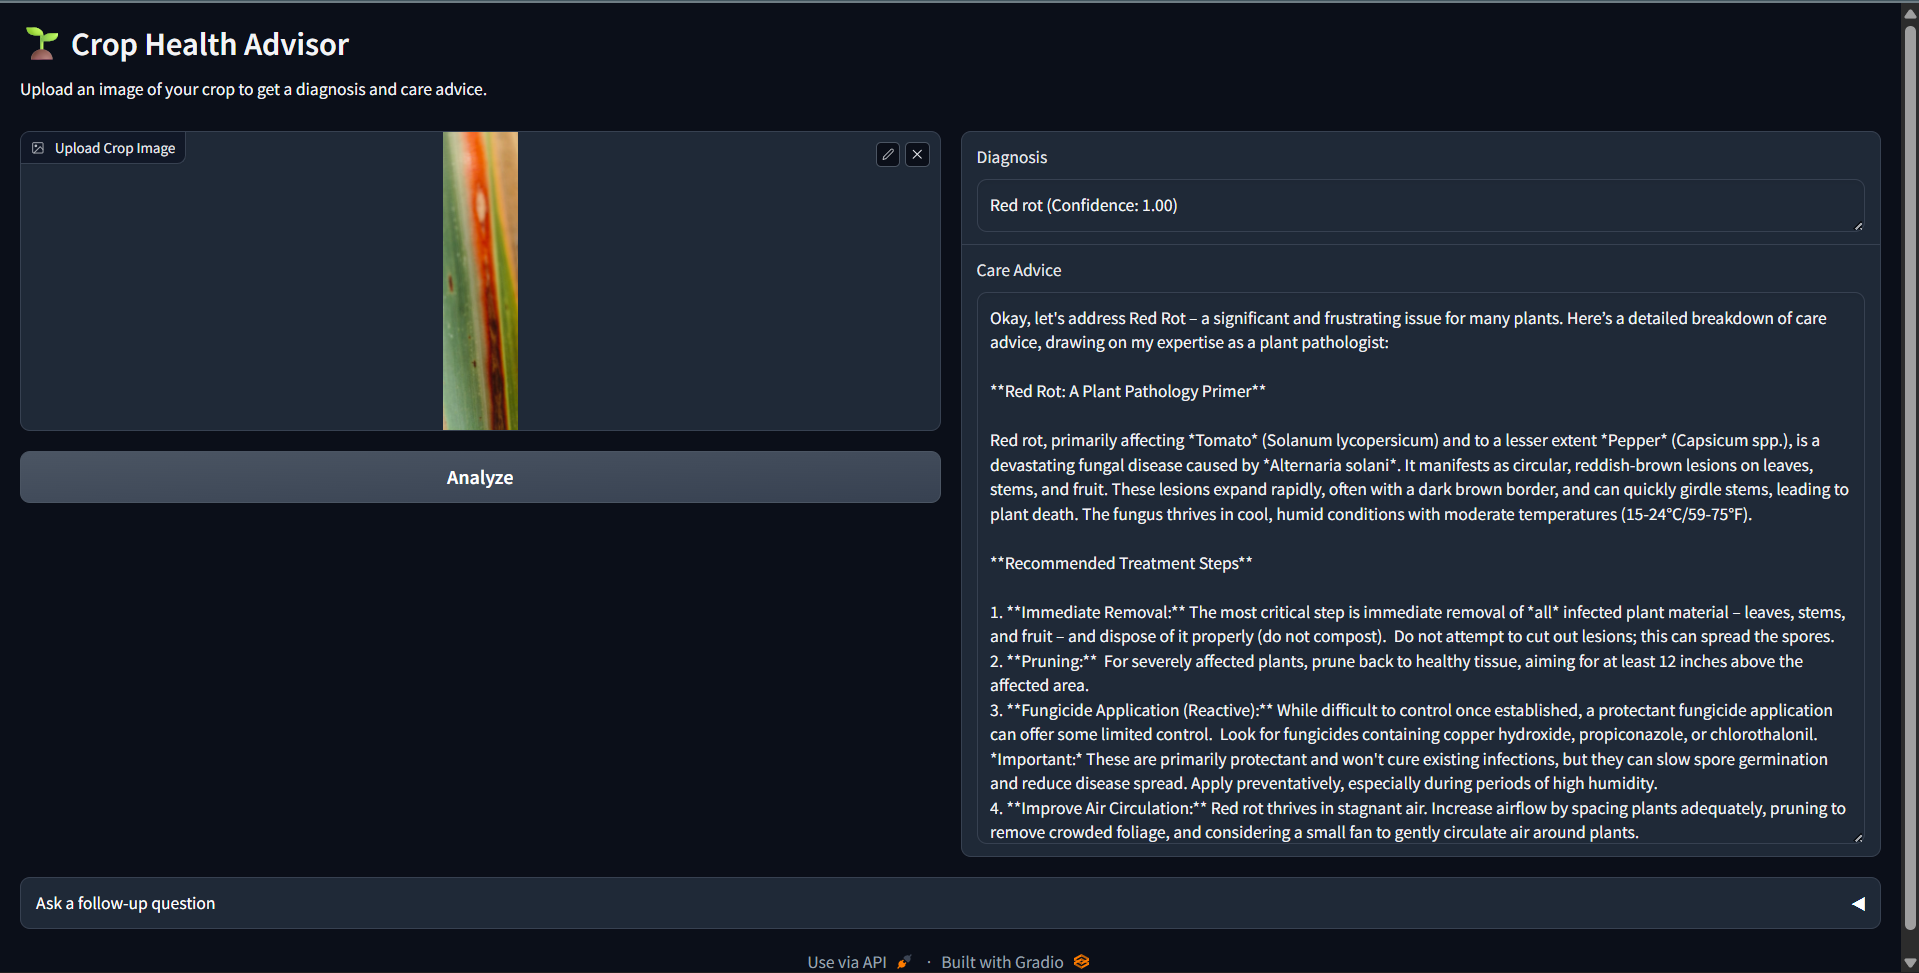 Crop Health Advisor
Upload an image of your crop to get a diagnosis and care advice.
Upload Crop Image
Analyze
Diagnosis
Red rot (Confidence: 1.00)
Care Advice
Okay, let's address Red Rot – a significant and frustrating issue for many plants. Here’s a detailed breakdown of care
advice, drawing on my expertise as a plant pathologist:
**Red Rot: A Plant Pathology Primer**
Red rot, primarily affecting *Tomato* (Solanum lycopersicum) and to a lesser extent *Pepper* (Capsicum spp.), is a
devastating fungal disease caused by *Alternaria solani*. It manifests as circular, reddish-brown lesions on leaves,
stems, and fruit. These lesions expand rapidly, often with a dark brown border, and can quickly girdle stems, leading to
plant death. The fungus thrives in cool, humid conditions with moderate temperatures (15-24°C/59-75°F).
**Recommended Treatment Steps**
1. **Immediate Removal:** The most critical step is immediate removal of *all* infected plant material – leaves, stems,
and fruit – and dispose of it properly (do not compost).  Do not attempt to cut out lesions; this can spread the spores.
2. **Pruning:**  For severely affected plants, prune back to healthy tissue, aiming for at least 12 inches above the
affected area.
3. **Fungicide Application (Reactive):** While difficult to control once established, a protectant fungicide application
can offer some limited control.  Look for fungicides containing copper hydroxide, propiconazole, or chlorothalonil.
*Important:* These are primarily protectant and won't cure existing infections, but they can slow spore germination
and reduce disease spread. Apply preventatively, especially during periods of high humidity.
4. **Improve Air Circulation:** Red rot thrives in stagnant air. Increase airflow by spacing plants adequately, pruning to
remove crowded foliage, and considering a small fan to gently circulate air around plants.
Ask a follow-up question
Use via API · Built with Gradio